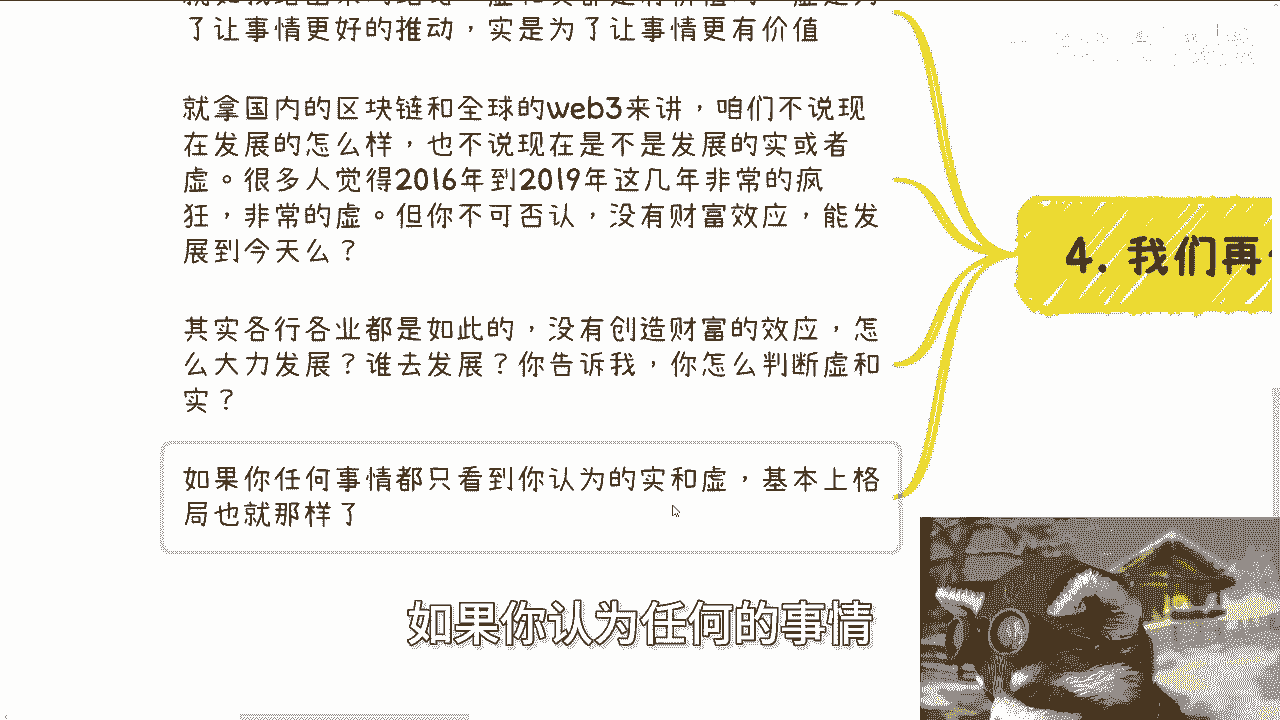 了让事情更好的推动，实是为了让事情更有价值
就拿国内的区块链和全球的web3来讲，咱们不说现
在发展的怎么样，也不说现在是不是发展的实或者
虚。很多人觉得2016年到2019年这几年非常的疯
狂，非常的虚。但你不可否认，没有财富效应，能发
展到今天么？
其实各行各业都是如此的，没有创造财富的效应，怎
么大力发展？谁去发展？你告诉我，你怎么判断虚和
实？
如果你任何事情都只看到你认为的实和虚，基本上格
局也就那样了
4. 我们再
如果你认为任何的事情